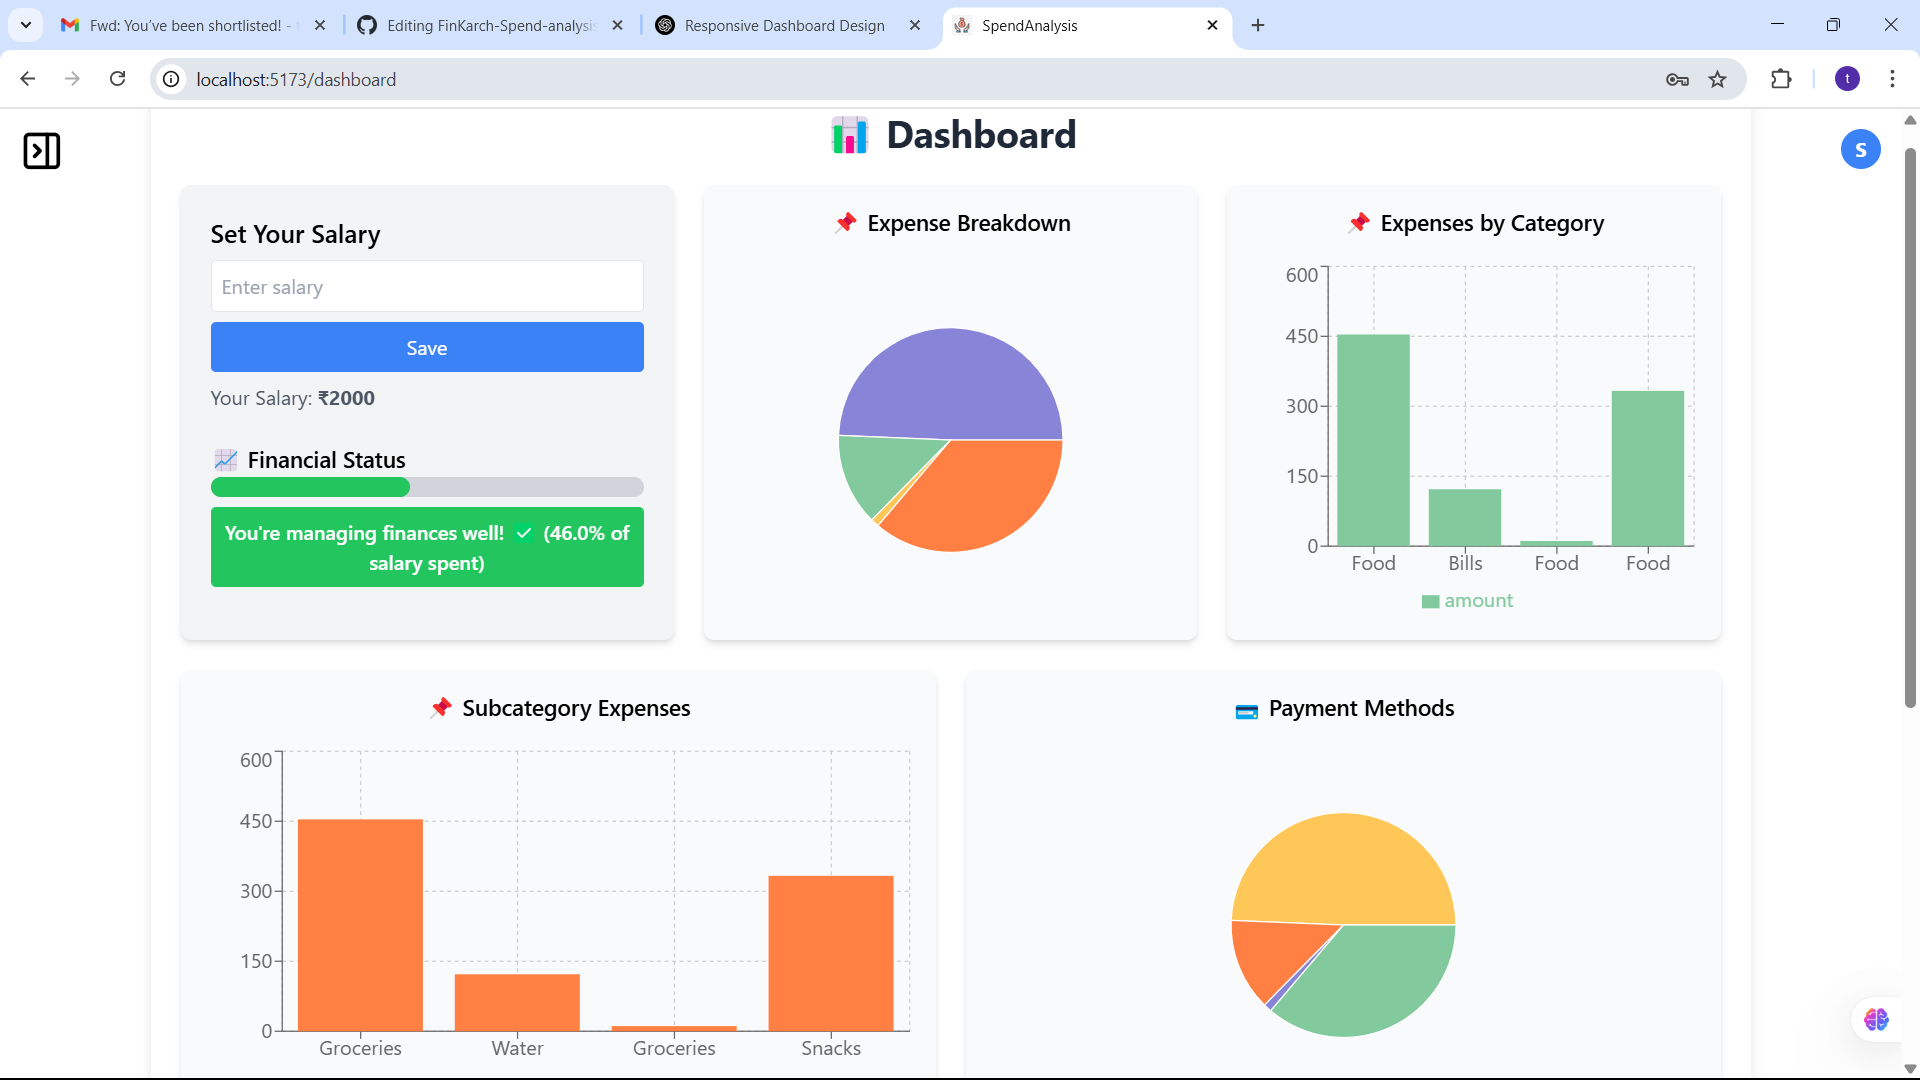 Fwd: You've been shortlisted! -
Editing FinKarch-Spend-analysis
Responsive Dashboard Design
SpendAnalysis
localhost:5173/dashboard
t
Dashboard
S
Set Your Salary
Enter salary
Save
Your Salary: ₹2000
Financial Status
You're managing finances well! ✅ (46.0% of
salary spent)
Expense Breakdown
Expenses by Category
600
450
300
150
0
Food Bills Food Food
amount
Subcategory Expenses
600
450
300
150
0
Groceries Water Groceries Snacks
Payment Methods